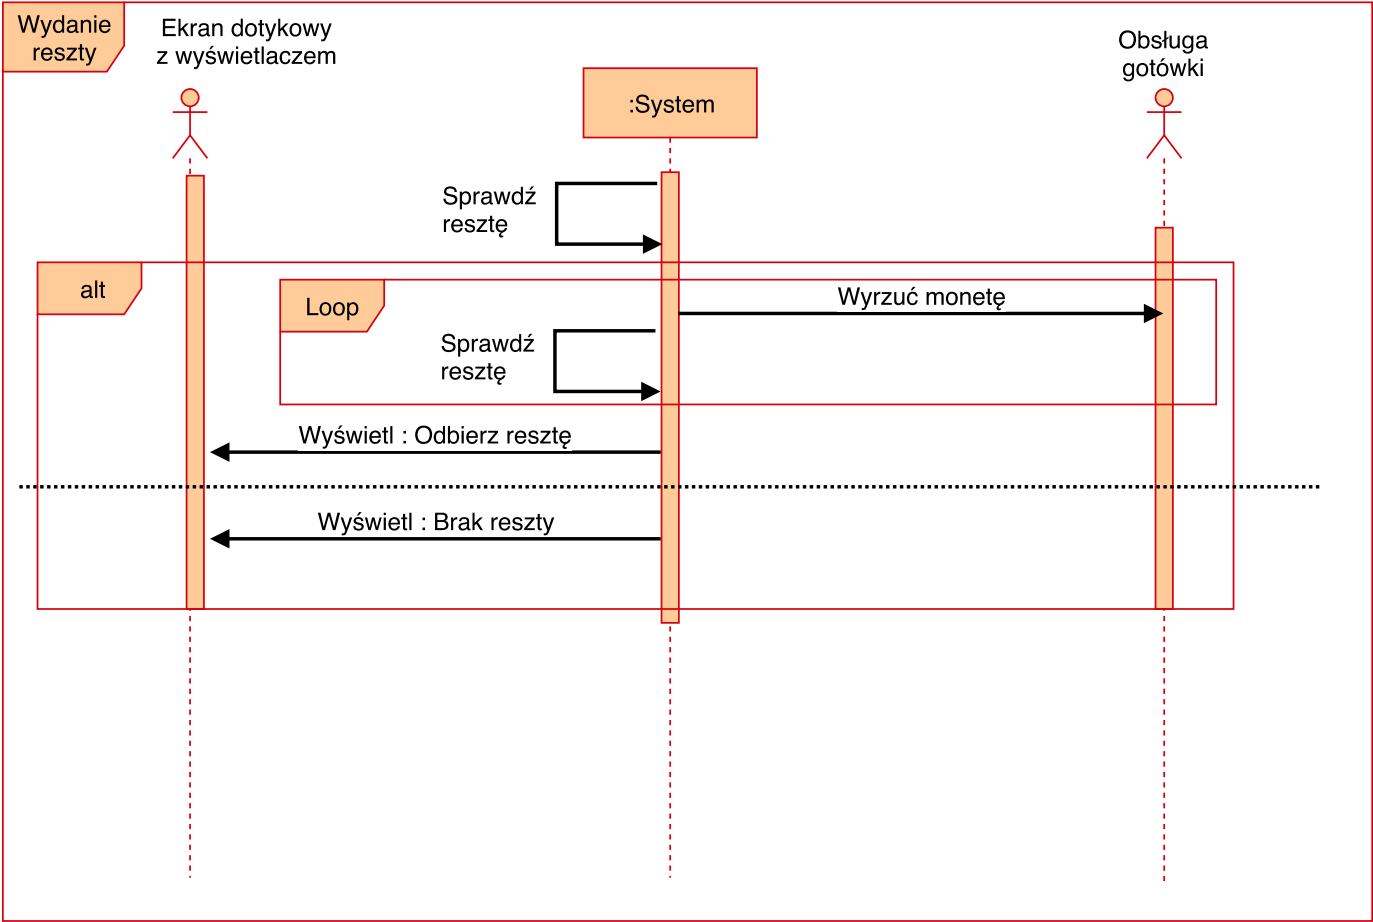 Wydanie
reszty
Ekran dotykowy
z wyświetlaczem
:System
Obsługa
gotówki
Sprawdź
resztę
alt
Loop
Wyrzuć monetę
Sprawdź
resztę
Wyświetl : Odbierz resztę
Wyświetl : Brak reszty